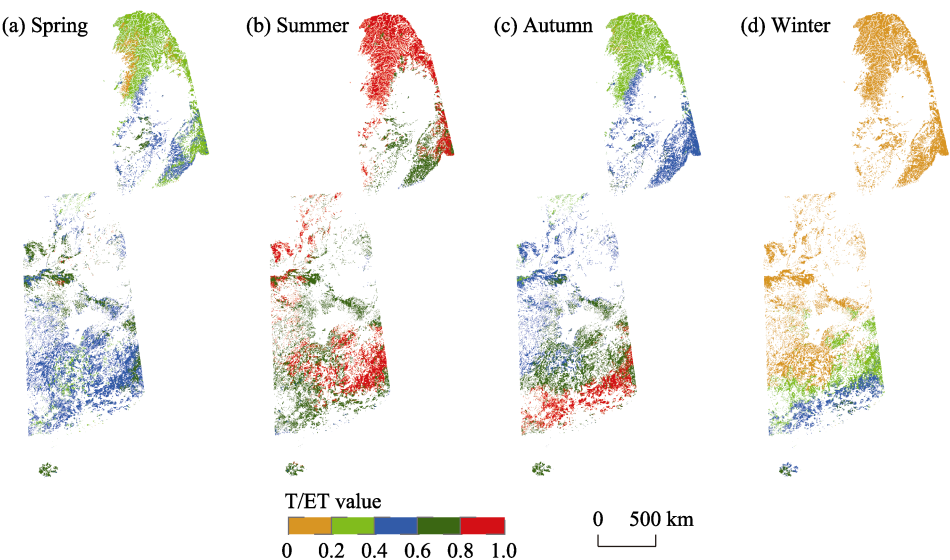 (a) Spring
(b) Summer
(c) Autumn
(d) Winter
T/ET value
0 0.2 0.4 0.6 0.8 1.0
0 500 km